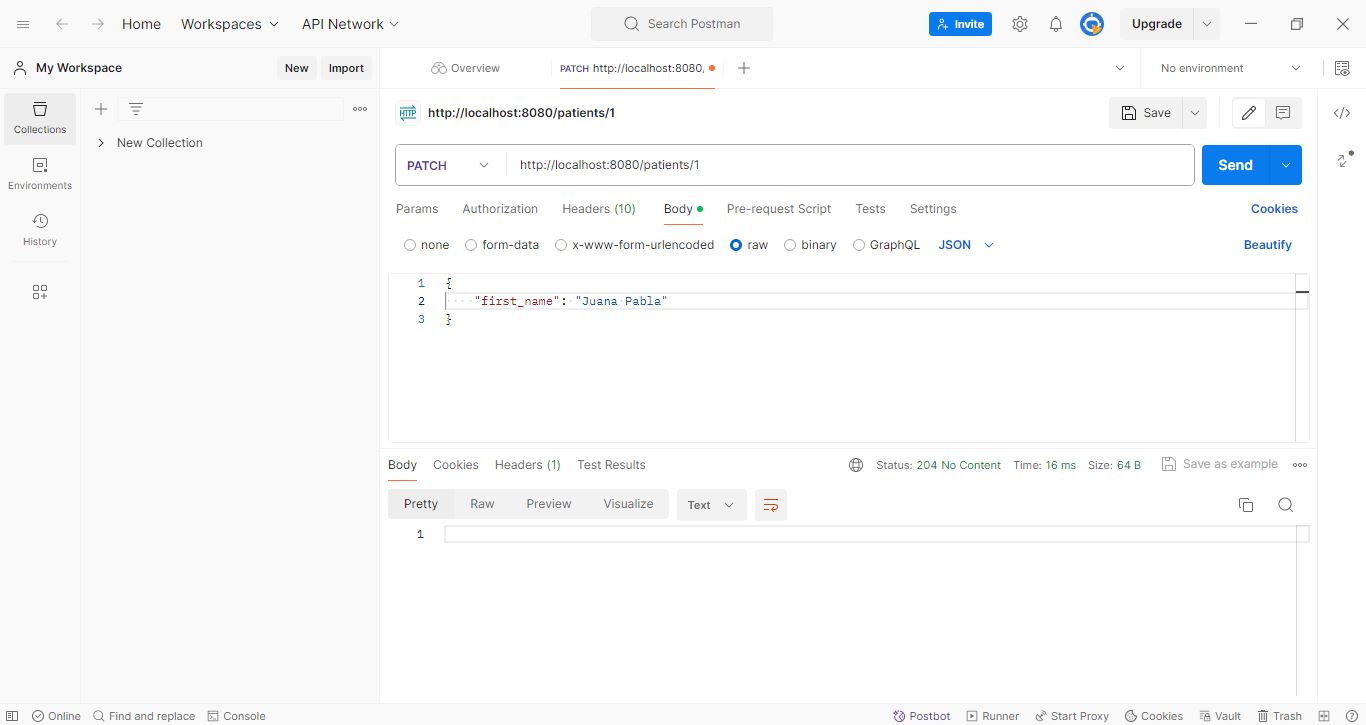 Home Workspaces API Network Search Postman Invite Upgrade
My Workspace New Import Overview PATCH http://localhost:8080, No environment
Collections
Environments
History
New Collection
HTTP http://localhost:8080/patients/1 Save
PATCH http://localhost:8080/patients/1 Send
Params Authorization Headers (10) Body Pre-request Script Tests Settings Cookies
none form-data x-www-form-urlencoded raw binary GraphQL JSON Beautify
1 {
2 "first_name": "Juana Pabla"
3 }
Body Cookies Headers (1) Test Results Status: 204 No Content Time: 16 ms Size: 64 B Save as example
Pretty Raw Preview Visualize Text
1
Online Find and replace Console Postbot Runner Start Proxy Cookies Vault Trash